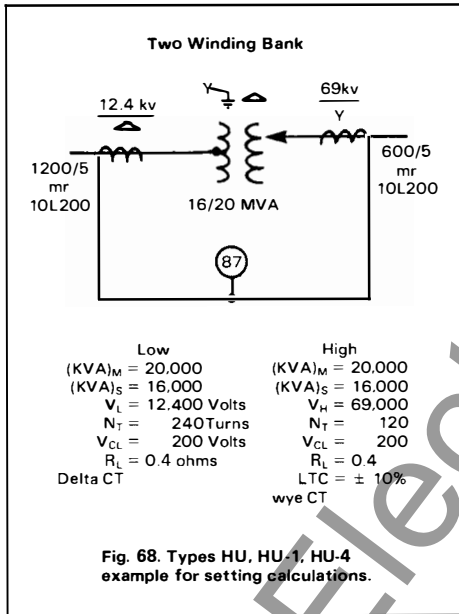 Two Winding Bank
12.4 kv
Y
69kv
Y
1200/5
mr
10L200
600/5
mr
10L200
16/20 MVA
87
Low
(KVA)M = 20,000
(KVA)S = 16,000
VL = 12,400 Volts
NT = 240 Turns
VCL = 200 Volts
RL = 0.4 ohms
Delta CT
High
(KVA)M = 20,000
(KVA)S = 16,000
VH = 69,000
NT = 120
VCL = 200
RL = 0.4
LTC = ± 10%
wye CT
Fig. 68. Types HU, HU-1, HU-4
example for setting calculations.
Elec